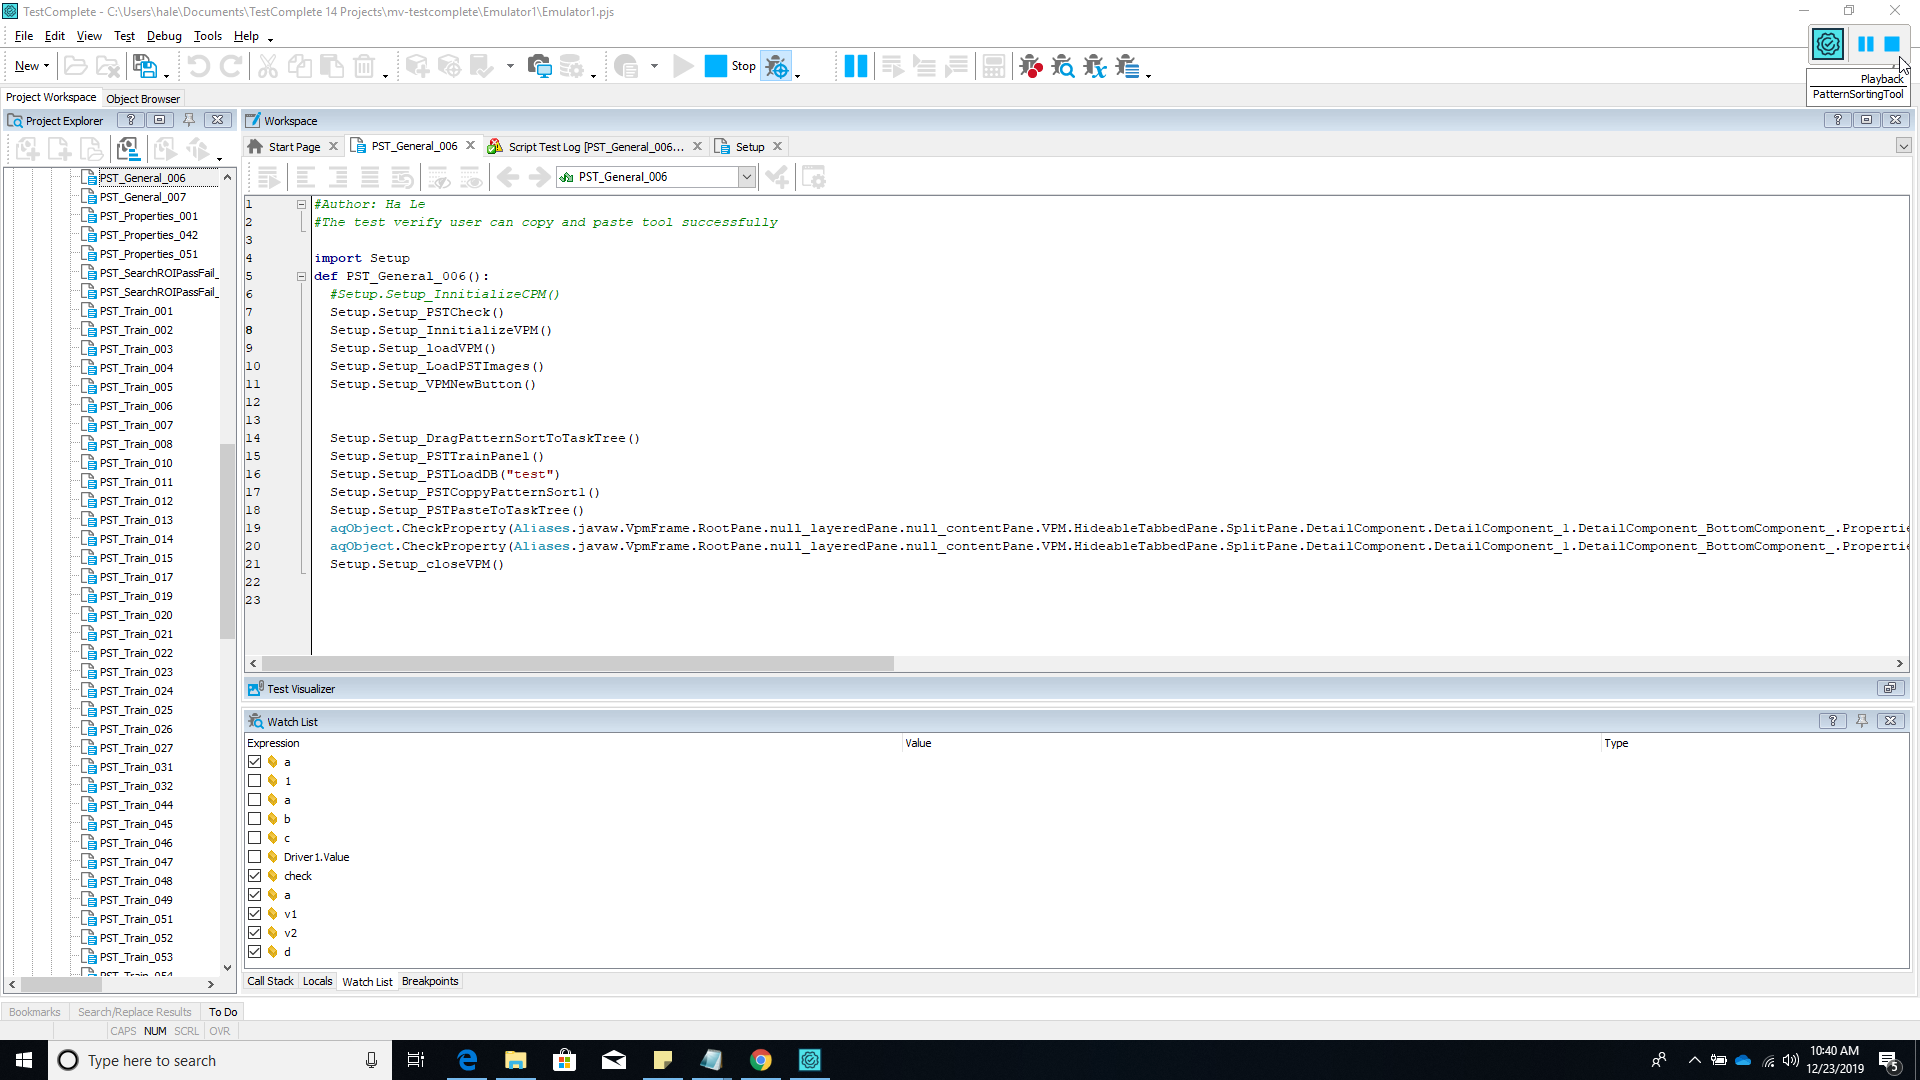 TestComplete - C:\Users\hale\Documents\TestComplete 14 Projects\mv-testcomplete\Emulator1\Emulator1.pjs
File Edit View Test Debug Tools Help
New Stop
Playback
PatternSortingTool
Project Workspace Object Browser
Project Explorer
Workspace
Start Page PST_General_006 Script Test Log [PST_General_006... Setup
PST_General_006
PST_General_006
PST_General_007
PST_Properties_001
PST_Properties_042
PST_Properties_051
PST_SearchROIPassFail_
PST_SearchROIPassFail_
PST_Train_001
PST_Train_002
PST_Train_003
PST_Train_004
PST_Train_005
PST_Train_006
PST_Train_007
PST_Train_008
PST_Train_010
PST_Train_011
PST_Train_012
PST_Train_013
PST_Train_014
PST_Train_015
PST_Train_017
PST_Train_019
PST_Train_020
PST_Train_021
PST_Train_022
PST_Train_023
PST_Train_024
PST_Train_025
PST_Train_026
PST_Train_027
PST_Train_031
PST_Train_032
PST_Train_044
PST_Train_045
PST_Train_046
PST_Train_047
PST_Train_048
PST_Train_049
PST_Train_051
PST_Train_052
PST_Train_053
PST_Train_054
1 #Author: Ha Le
2 #The test verify user can copy and paste tool successfully
3
4 import Setup
5 def PST_General_006():
6 #Setup.Setup_InnitializeCPM()
7 Setup.Setup_PSTCheck()
8 Setup.Setup_InnitializeVPM()
9 Setup.Setup_loadVPM()
10 Setup.Setup_LoadPSTImages()
11 Setup.Setup_VPMNewButton()
12
13
14 Setup.Setup_DragPatternSortToTaskTree()
15 Setup.Setup_PSTTrainPanel()
16 Setup.Setup_PSTLoadDB("test")
17 Setup.Setup_PSTCoppyPatternSort1()
18 Setup.Setup_PSTPasteToTaskTree()
19 aqObject.CheckProperty(Aliases.javaw.VpmFrame.RootPane.null_layeredPane.null_contentPane.VPM.HideableTabbedPane.SplitPane.DetailComponent.DetailComponent_1.DetailComponent_BottomComponent_.Propertie
20 aqObject.CheckProperty(Aliases.javaw.VpmFrame.RootPane.null_layeredPane.null_contentPane.VPM.HideableTabbedPane.SplitPane.DetailComponent.DetailComponent_1.DetailComponent_BottomComponent_.Propertie
21 Setup.Setup_closeVPM()
22
23
Test Visualizer
Watch List
Expression Value Type
a
1
a
b
c
Driver1.Value
check
a
v1
v2
d
Call Stack Locals Watch List Breakpoints
Bookmarks Search/Replace Results To Do
CAPS NUM SCRL OVR
Type here to search
10:40 AM
12/23/2019
5